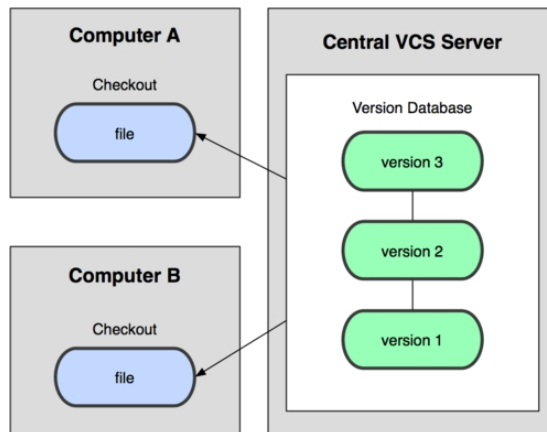 Computer A
Checkout
file
Computer B
Checkout
file
Central VCS Server
Version Database
version 3
version 2
version 1